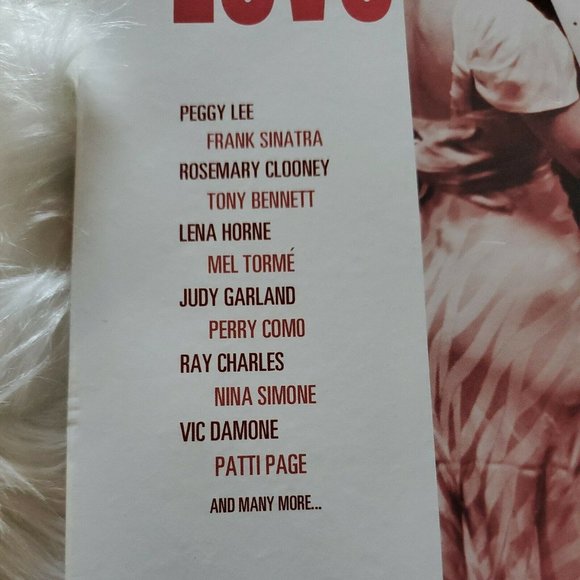 LOVE
PEGGY LEE
FRANK SINATRA
ROSEMARY CLOONEY
TONY BENNETT
LENA HORNE
MEL TORMÉ
JUDY GARLAND
PERRY COMO
RAY CHARLES
NINA SIMONE
VIC DAMONE
PATTI PAGE
AND MANY MORE...